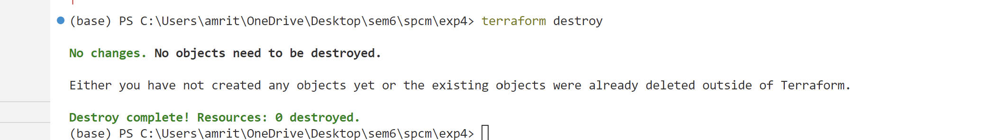 (base) PS C:\Users\amrit\OneDrive\Desktop\sem6\spcm\exp4> terraform destroy
No changes. No objects need to be destroyed.
Either you have not created any objects yet or the existing objects were already deleted outside of Terraform.
Destroy complete! Resources: 0 destroyed.
(base) PS C:\Users\amrit\OneDrive\Desktop\sem6\spcm\exp4>